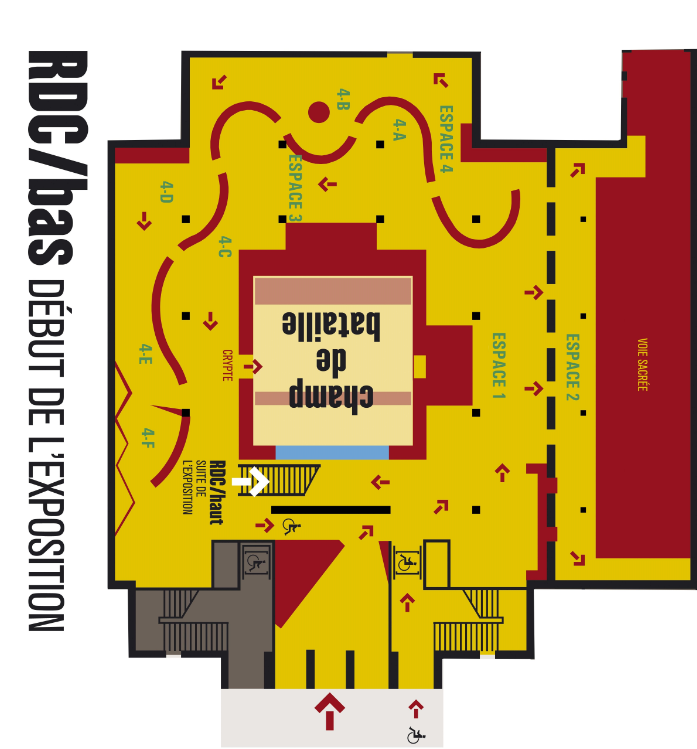 RDC/bas DÉBUT DE L'EXPOSITION
4-B
4-A
ESPACE 4
ESPACE 3
4-D
4-C
champ
de
bataille
CRYPTE
4-E
4-F
ESPACE 1
ESPACE 2
VOIE SACRÉE
RDC/haut
SUITE DE
L'EXPOSITION